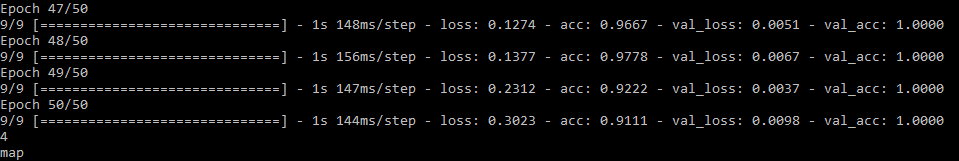 Epoch 47/50
9/9 [==============================] - 1s 148ms/step - loss: 0.1274 - acc: 0.9667 - val_loss: 0.0051 - val_acc: 1.0000
Epoch 48/50
9/9 [==============================] - 1s 156ms/step - loss: 0.1377 - acc: 0.9778 - val_loss: 0.0067 - val_acc: 1.0000
Epoch 49/50
9/9 [==============================] - 1s 147ms/step - loss: 0.2312 - acc: 0.9222 - val_loss: 0.0037 - val_acc: 1.0000
Epoch 50/50
9/9 [==============================] - 1s 144ms/step - loss: 0.3023 - acc: 0.9111 - val_loss: 0.0098 - val_acc: 1.0000
4
map